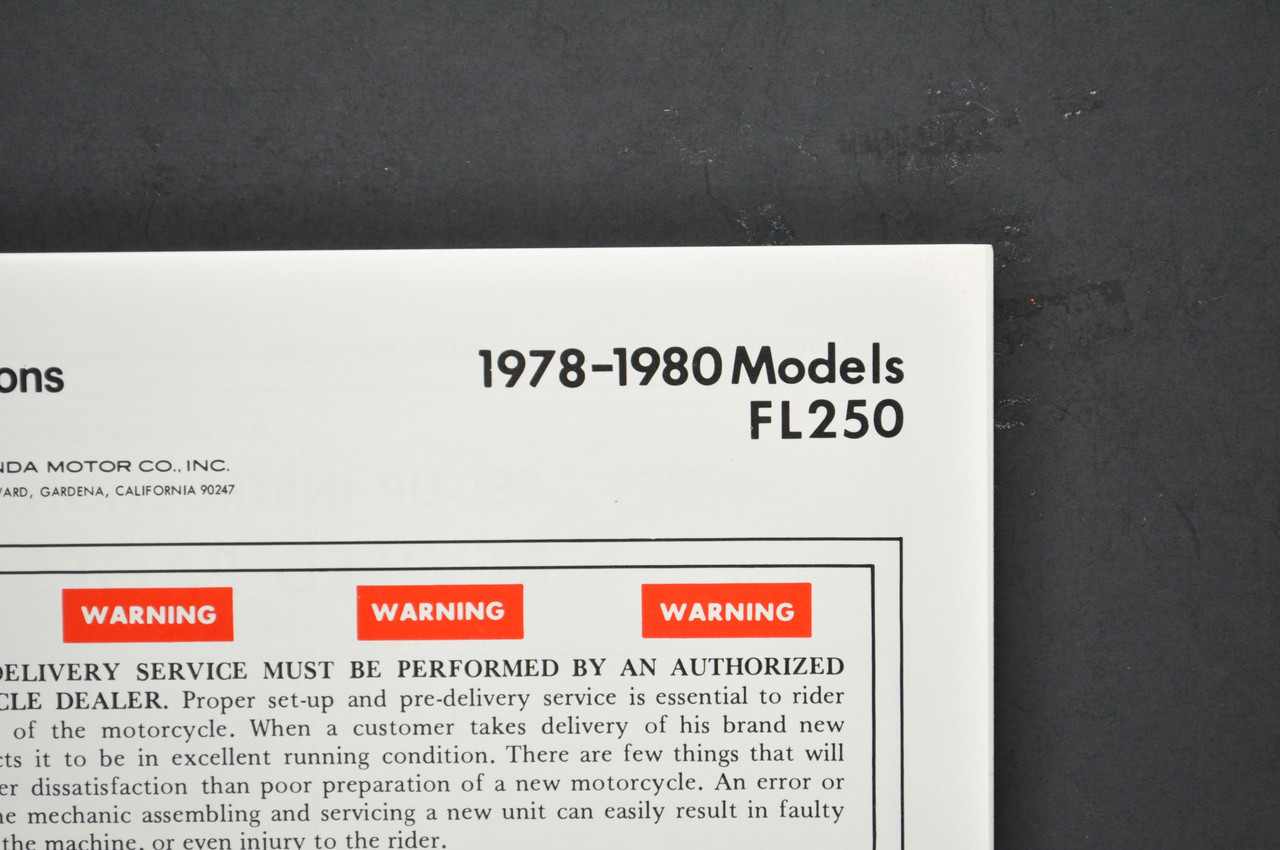 1978-1980 Models
ons
FL250
NDA MOTOR CO., INC.
VARD, GARDENA, CALIFORNIA 90247
WARNING WARNING WARNING
DELIVERY SERVICE MUST BE PERFORMED BY AN AUTHORIZED
CLE DEALER. Proper set-up and pre-delivery service is essential to rider
of the motorcycle. When a customer takes delivery of his brand new
cts it to be in excellent running condition. There are few things that will
er dissatisfaction than poor preparation of a new motorcycle. An error or
he mechanic assembling and servicing a new unit can easily result in faulty
the machine, or even injury to the rider.